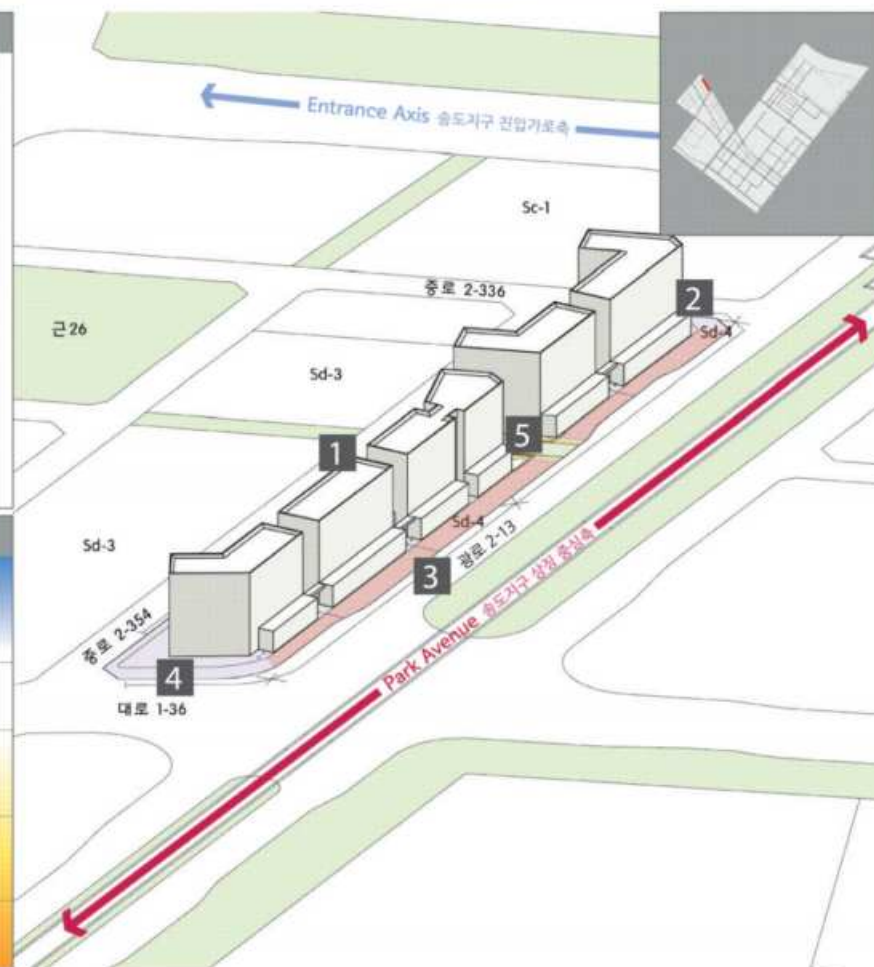 Entrance Axis 송도지구 진입가로축
Sc-1
중로 2-336
2
근26
Sd-4
Sd-3
5
1
Sd-4
Sd-3
광로 2-13
3
Park Avenue 송도지구 상징 중심축
중로 2-354
4
대로 1-36